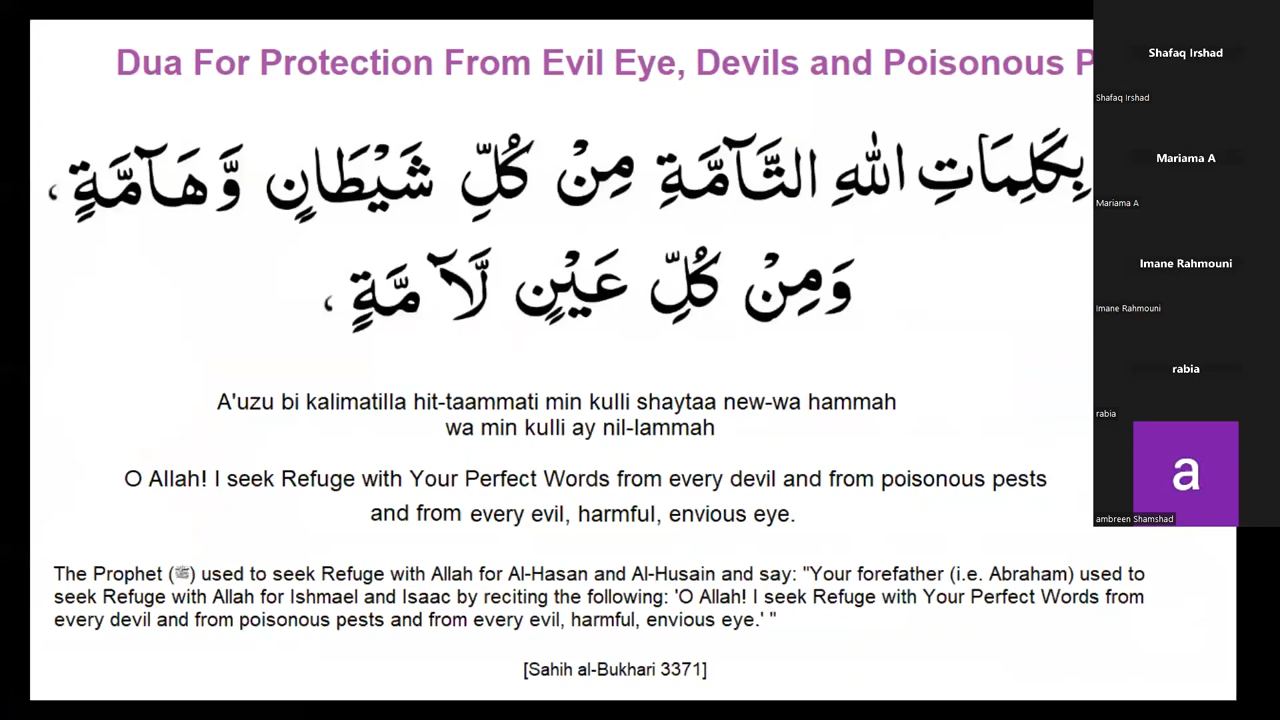 Dua For Protection From Evil Eye, Devils and Poisonous P
بِكَلِمَاتِ اللهِ التَّآمَّةِ مِنْ كُلِّ شَيْطَانٍ وَّهَآمَّةٍ،
وَمِنْ كُلِّ عَيْنٍ لَّآ مَّةٍ،
A'uzu bi kalimatilla hit-taammati min kulli shaytaa new-wa hammah
wa min kulli ay nil-lammah
O Allah! I seek Refuge with Your Perfect Words from every devil and from poisonous pests
and from every evil, harmful, envious eye.
The Prophet (ﷺ) used to seek Refuge with Allah for Al-Hasan and Al-Husain and say: "Your forefather (i.e. Abraham) used to
seek Refuge with Allah for Ishmael and Isaac by reciting the following: 'O Allah! I seek Refuge with Your Perfect Words from
every devil and from poisonous pests and from every evil, harmful, envious eye.' "
[Sahih al-Bukhari 3371]
Shafaq Irshad
Shafaq Irshad
Mariama A
Mariama A
Imane Rahmouni
Imane Rahmouni
rabia
rabia
a
ambreen Shamshad